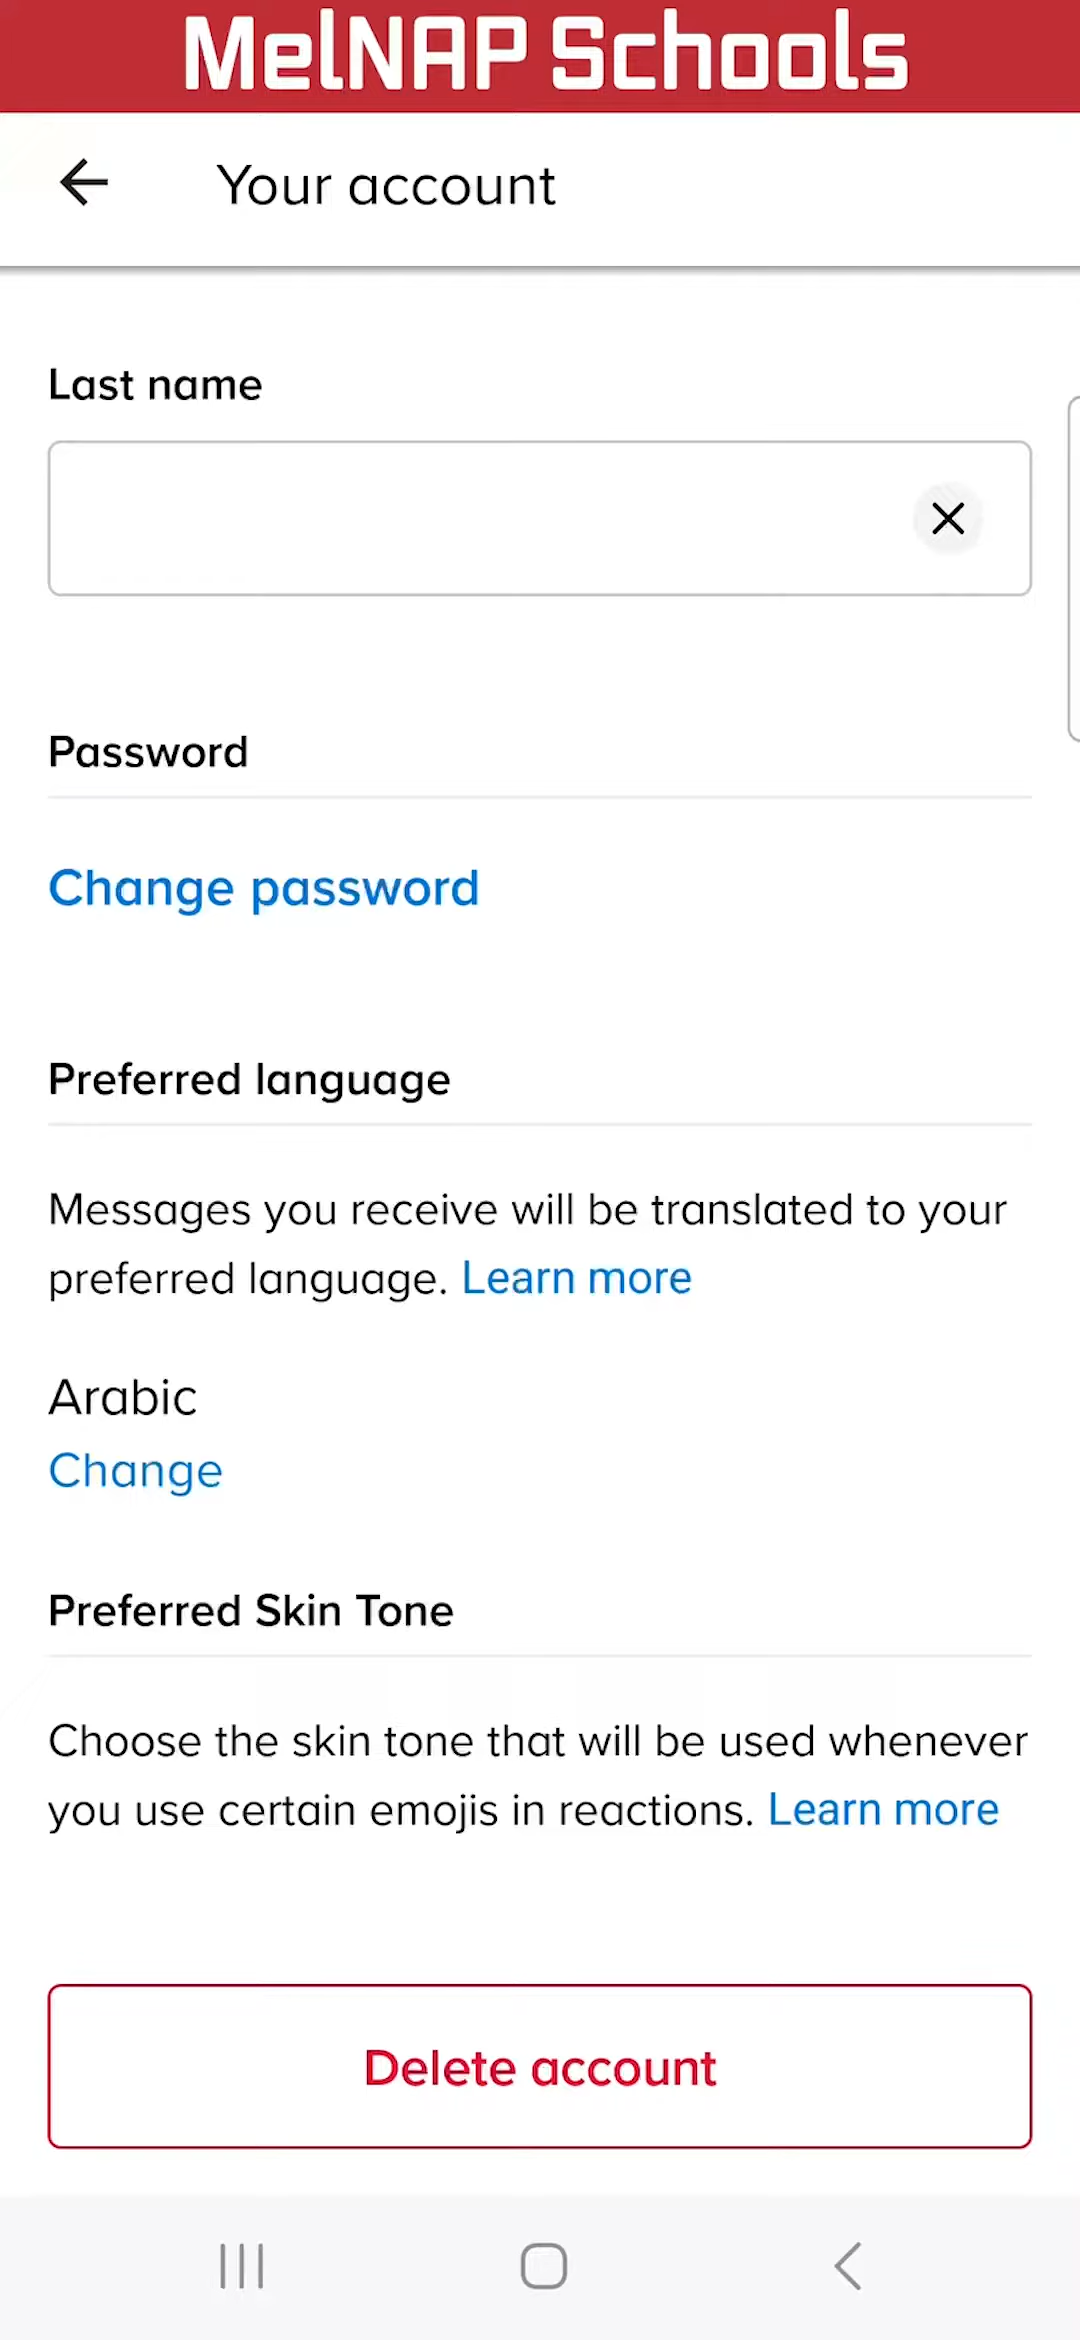 MelNAP Schools
Your account
Last name
Password
Change password
Preferred language
Messages you receive will be translated to your
preferred language. Learn more
Arabic
Change
Preferred Skin Tone
Choose the skin tone that will be used whenever
you use certain emojis in reactions. Learn more
Delete account